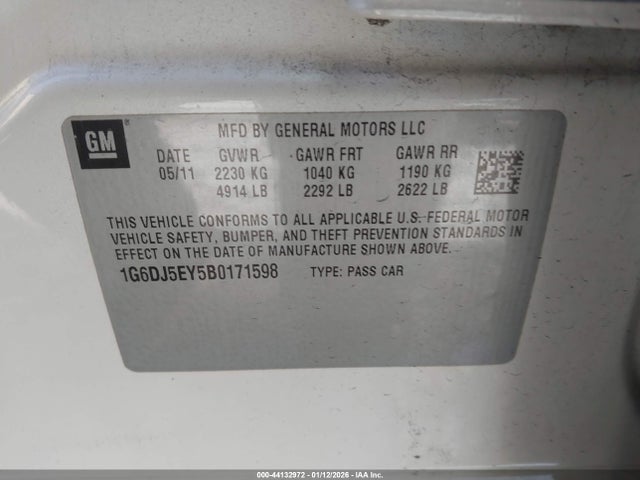 GM
MFD BY GENERAL MOTORS LLC
DATE GVWR GAWR FRT GAWR RR
05/11 2230 KG 1040 KG 1190 KG
4914 LB 2292 LB 2622 LB
THIS VEHICLE CONFORMS TO ALL APPLICABLE U.S. FEDERAL MOTOR
VEHICLE SAFETY, BUMPER, AND THEFT PREVENTION STANDARDS IN
EFFECT ON THE DATE OF MANUFACTURE SHOWN ABOVE.
1G6DJ5EY5B0171598 TYPE: PASS CAR
000-44132972 - 01/12/2026 - IAAI.COM